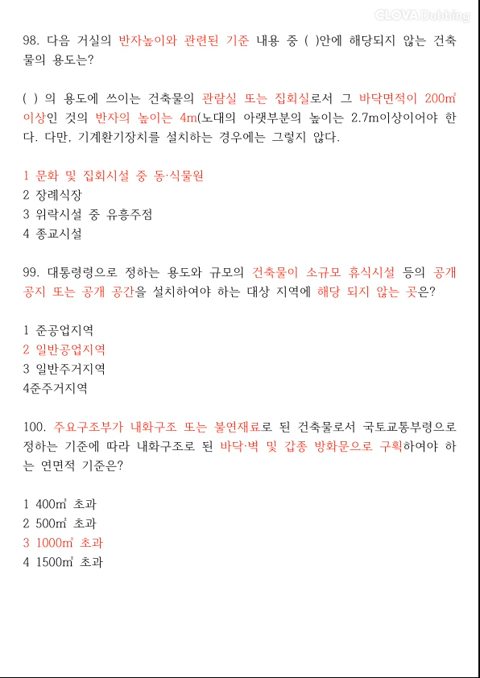 CLOVA Dubbing
98. 다음 거실의 반자높이와 관련된 기준 내용 중 ( )안에 해당되지 않는 건축
물의 용도는?
( ) 의 용도에 쓰이는 건축물의 관람실 또는 집회실로서 그 바닥면적이 200㎡
이상인 것의 반자의 높이는 4m(노대의 아랫부분의 높이는 2.7m이상이어야 한
다. 다만, 기계환기장치를 설치하는 경우에는 그렇지 않다.
1 문화 및 집회시설 중 동·식물원
2 장례식장
3 위락시설 중 유흥주점
4 종교시설
99. 대통령령으로 정하는 용도와 규모의 건축물이 소규모 휴식시설 등의 공개
공지 또는 공개 공간을 설치하여야 하는 대상 지역에 해당 되지 않는 곳은?
1 준공업지역
2 일반공업지역
3 일반주거지역
4준주거지역
100. 주요구조부가 내화구조 또는 불연재료로 된 건축물로서 국토교통부령으로
정하는 기준에 따라 내화구조로 된 바닥·벽 및 갑종 방화문으로 구획하여야 하
는 연면적 기준은?
1 400㎡ 초과
2 500㎡ 초과
3 1000㎡ 초과
4 1500㎡ 초과